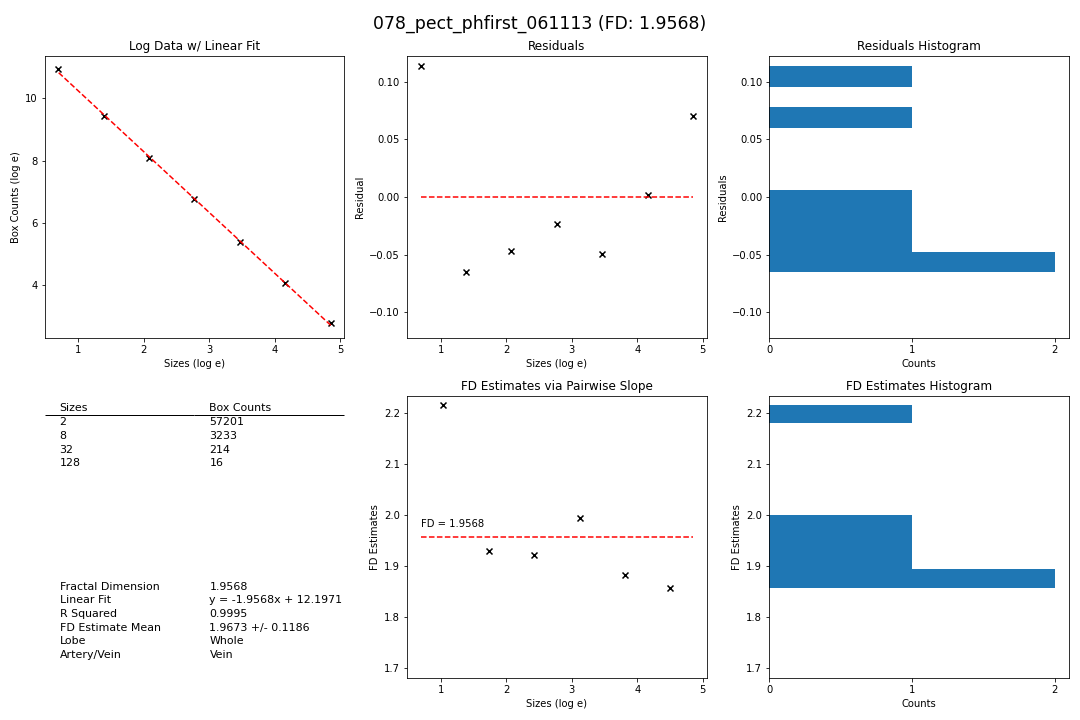 078_pect_phfirst_061113 (FD: 1.9568)
Log Data w/ Linear Fit
Box Counts (log e)
10
8
6
4
1 2 3 4 5
Sizes (log e)
Residuals
Residual
0.10
0.05
0.00
−0.05
−0.10
1 2 3 4 5
Sizes (log e)
Residuals Histogram
Residuals
0.10
0.05
0.00
−0.05
−0.10
0 1 2
Counts
Sizes Box Counts
2 57201
8 3233
32 214
128 16
Fractal Dimension 1.9568
Linear Fit y = -1.9568x + 12.1971
R Squared 0.9995
FD Estimate Mean 1.9673 +/- 0.1186
Lobe Whole
Artery/Vein Vein
FD Estimates via Pairwise Slope
FD Estimates
2.2
2.1
2.0
1.9
1.8
1.7
FD = 1.9568
1 2 3 4 5
Sizes (log e)
FD Estimates Histogram
FD Estimates
2.2
2.1
2.0
1.9
1.8
1.7
0 1 2
Counts